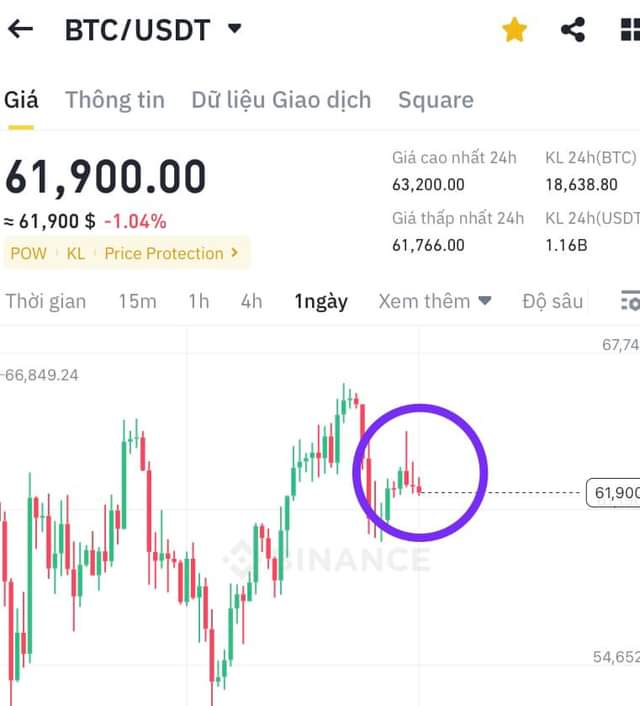 BTC/USDT
Giá Thông tin Dữ liệu Giao dịch Square
61,900.00
≈ 61,900 $ -1.04%
POW KL Price Protection
Giá cao nhất 24h KL 24h(BTC)
63,200.00 18,638.80
Giá thấp nhất 24h KL 24h(USDT
61,766.00 1.16B
Thời gian 15m 1h 4h 1ngày Xem thêm Độ sâu
67,74
66,849.24
61,900
BINANCE
54,652